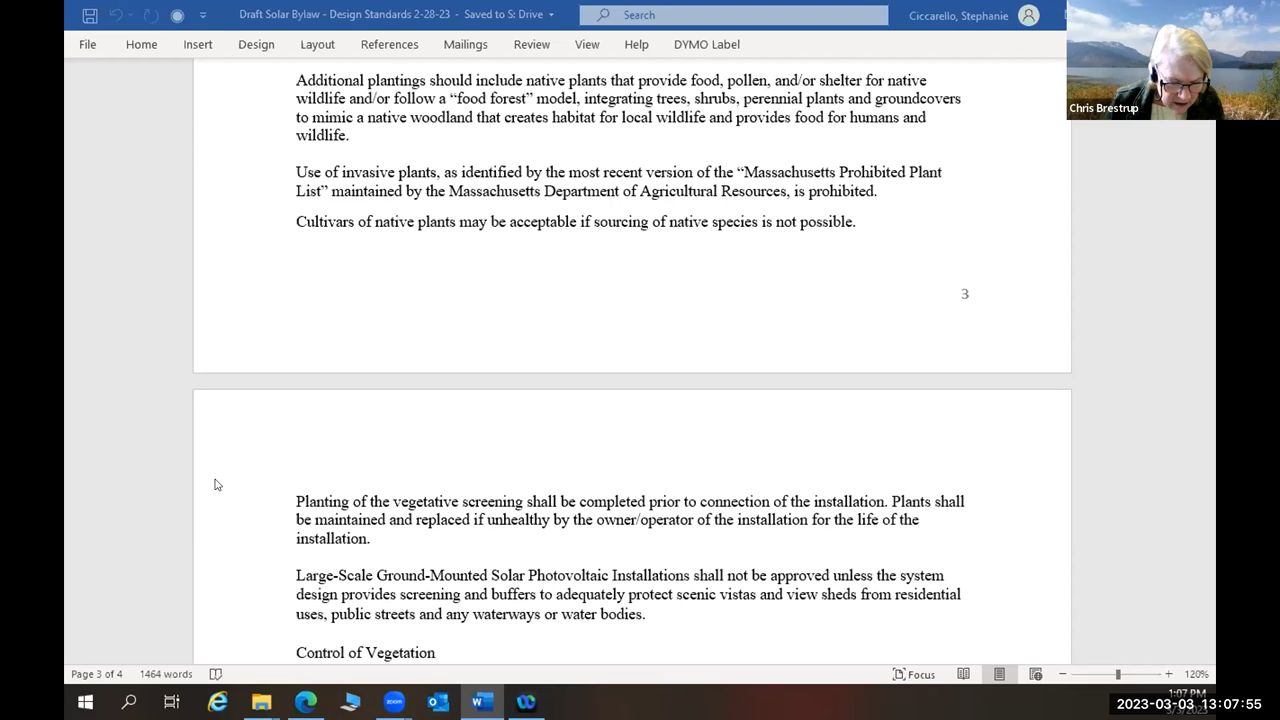 Draft Solar Bylaw - Design Standards 2-28-23 - Saved to S: Drive
Search
Ciccarello, Stephanie
File Home Insert Design Layout References Mailings Review View Help DYMO Label
Chris Brestrup
Additional plantings should include native plants that provide food, pollen, and/or shelter for native
wildlife and/or follow a “food forest” model, integrating trees, shrubs, perennial plants and groundcovers
to mimic a native woodland that creates habitat for local wildlife and provides food for humans and
wildlife.
Use of invasive plants, as identified by the most recent version of the “Massachusetts Prohibited Plant
List” maintained by the Massachusetts Department of Agricultural Resources, is prohibited.
Cultivars of native plants may be acceptable if sourcing of native species is not possible.
3
Planting of the vegetative screening shall be completed prior to connection of the installation. Plants shall
be maintained and replaced if unhealthy by the owner/operator of the installation for the life of the
installation.
Large-Scale Ground-Mounted Solar Photovoltaic Installations shall not be approved unless the system
design provides screening and buffers to adequately protect scenic vistas and view sheds from residential
uses, public streets and any waterways or water bodies.
Control of Vegetation
Page 3 of 4 1464 words Focus 120%
1:07 PM
2023-03-03 13:07:55